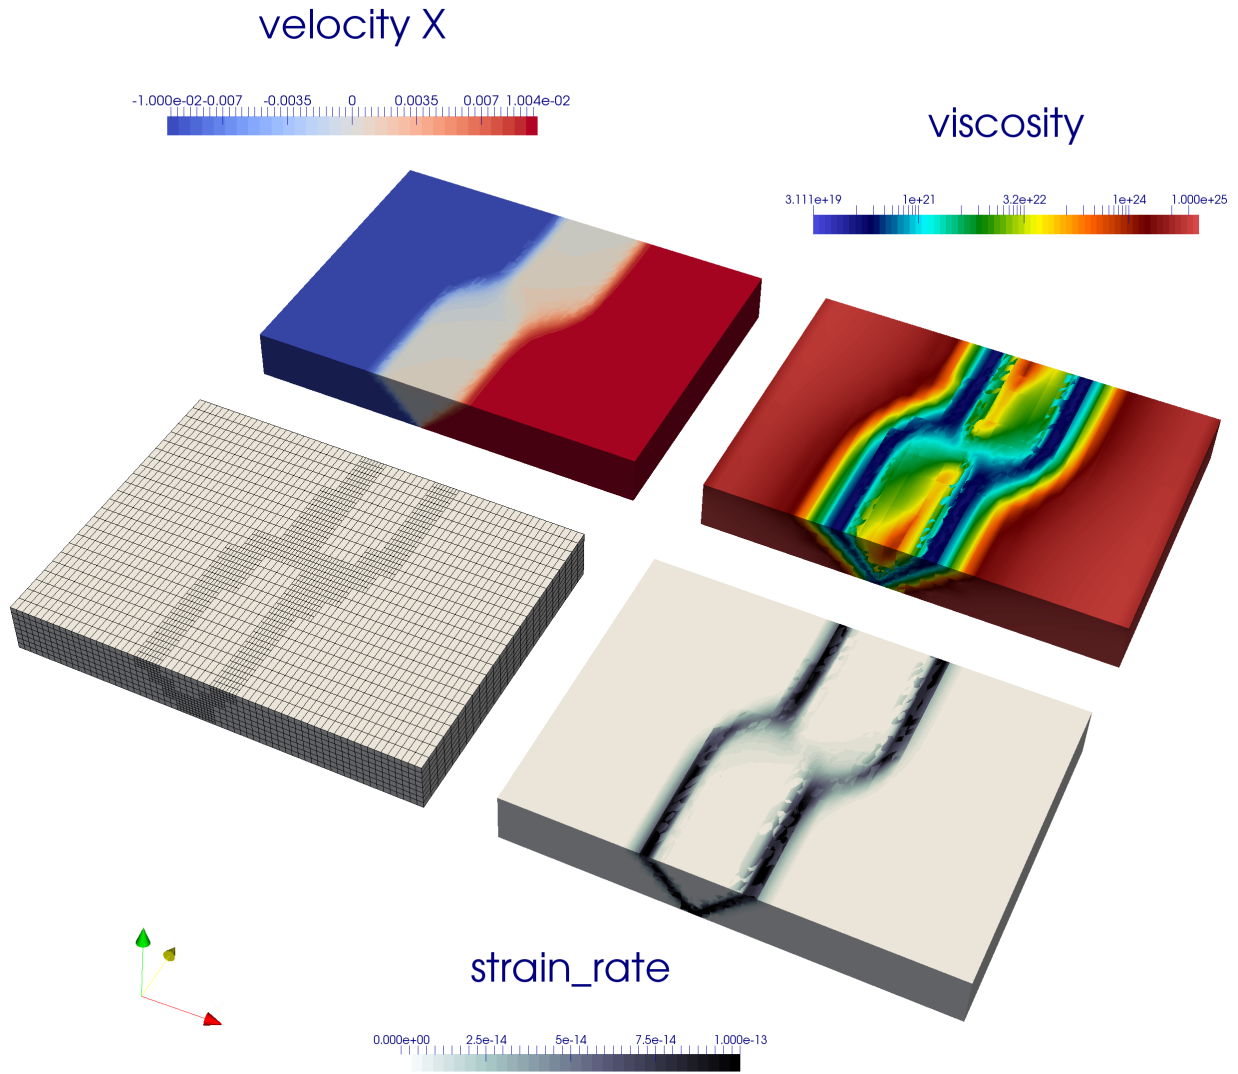 velocity X
-1.000e-02 -0.007 -0.0035 0 0.0035 0.007 1.004e-02
viscosity
3.111e+19 1e+21 3.2e+22 1e+24 1.000e+25
strain_rate
0.000e+00 2.5e-14 5e-14 7.5e-14 1.000e-13